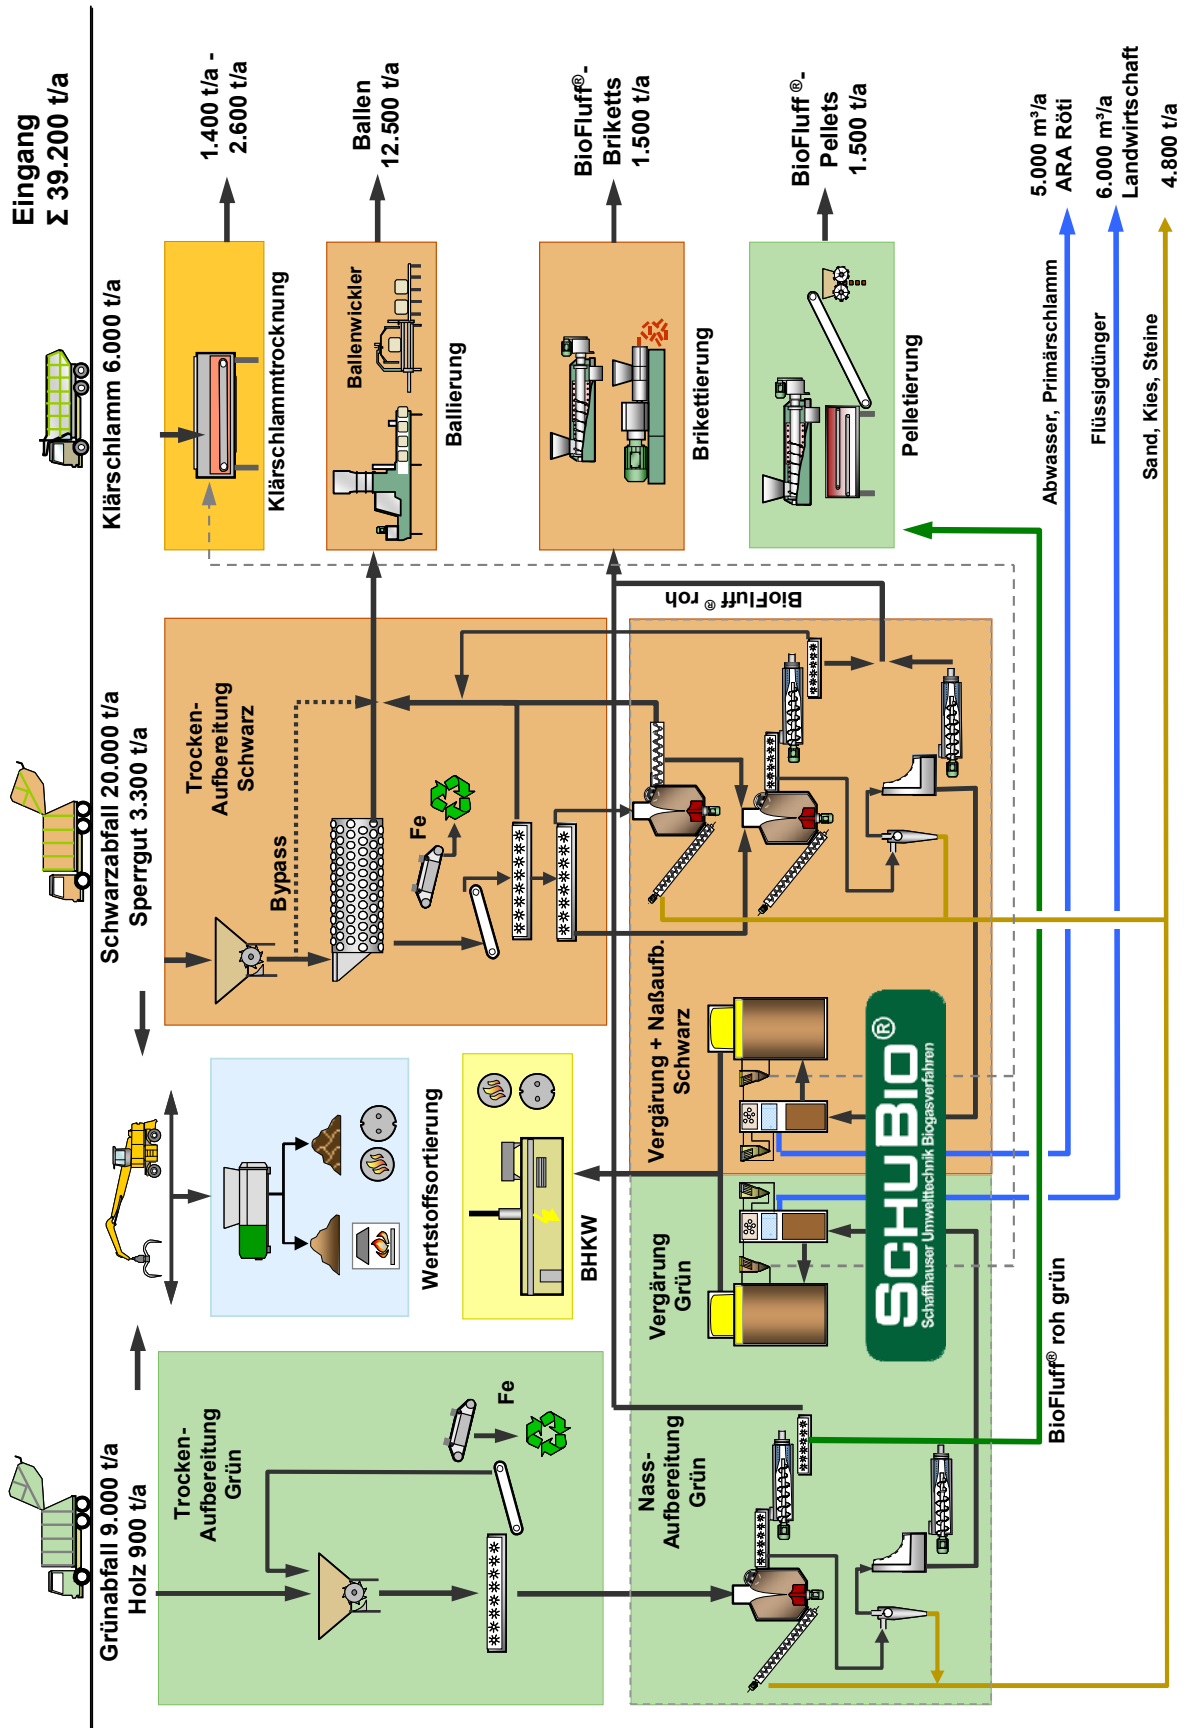 Grünabfall 9.000 t/a
Holz 900 t/a
Schwarzabfall 20.000 t/a
Sperrgut 3.300 t/a
Klärschlamm 6.000 t/a
Eingang
Σ 39.200 t/a
Trocken-
Aufbereitung
Grün
Fe
Wertstoffsortierung
BHKW
Trocken-
Aufbereitung
Schwarz
Bypass
Fe
Klärschlammtrocknung
1.400 t/a -
2.600 t/a
Ballenwickler
Ballierung
Ballen
12.500 t/a
Brikettierung
BioFluff®-
Briketts
1.500 t/a
Pelletierung
BioFluff ®-
Pellets
1.500 t/a
Nass-
Aufbereitung
Grün
Vergärung
Grün
Vergärung + Naßaufb.
Schwarz
BioFluff ® roh
SCHUBIO®
Schaffhauser Umwelttechnik Biogasverfahren
BioFluff® roh grün
Abwasser, Primärschlamm
5.000 m³/a
ARA Röti
Flüssigdünger
6.000 m³/a
Landwirtschaft
Sand, Kies, Steine
4.800 t/a